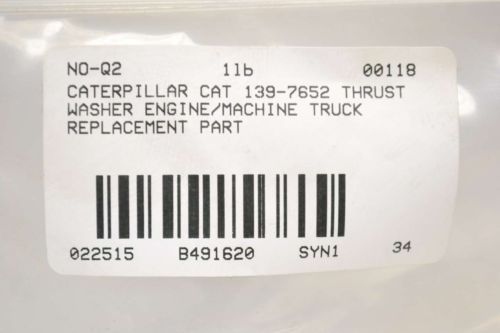 NO-Q2 1lb 00118
CATERPILLAR CAT 139-7652 THRUST
WASHER ENGINE/MACHINE TRUCK
REPLACEMENT PART
022515 B491620 SYN1 34